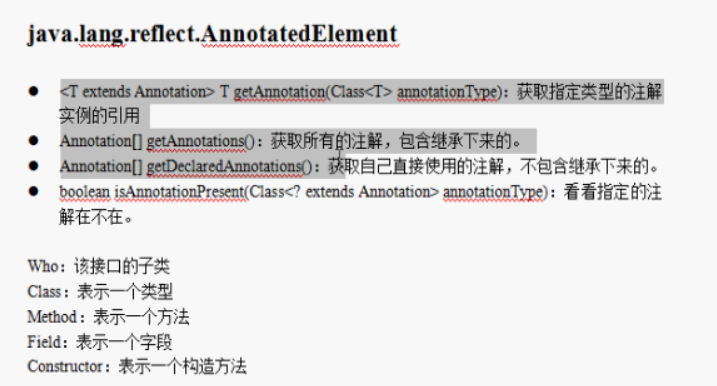 java.lang.reflect.AnnotatedElement
● <T extends Annotation> T getAnnotation(Class<T> annotationType)：获取指定类型的注解
实例的引用
● Annotation[] getAnnotations()：获取所有的注解，包含继承下来的。
● Annotation[] getDeclaredAnnotations()：获取自己直接使用的注解，不包含继承下来的。
● boolean isAnnotationPresent(Class<? extends Annotation> annotationType)：看看指定的注
解在不在。
Who：该接口的子类
Class：表示一个类型
Method：表示一个方法
Field：表示一个字段
Constructor：表示一个构造方法